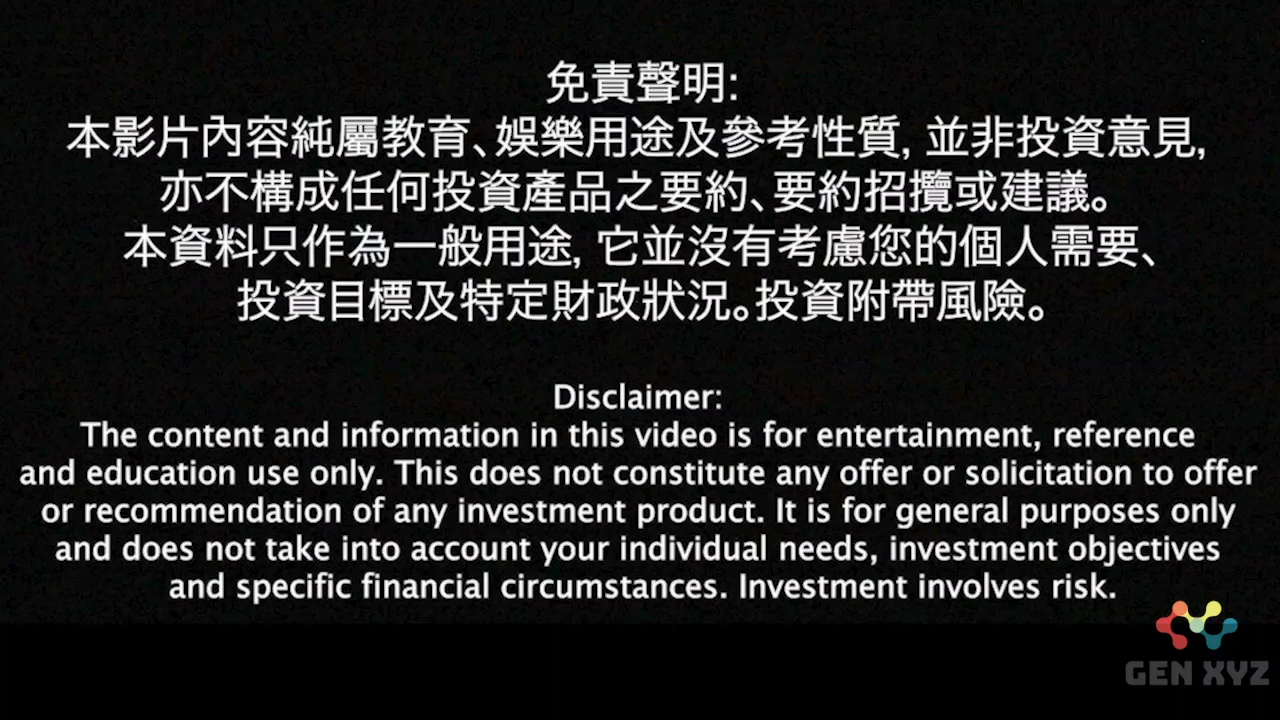 免責聲明:
本影片內容純屬教育、娛樂用途及參考性質, 並非投資意見,
亦不構成任何投資產品之要約、要約招攬或建議。
本資料只作為一般用途, 它並沒有考慮您的個人需要、
投資目標及特定財政狀況。投資附帶風險。
Disclaimer:
The content and information in this video is for entertainment, reference
and education use only. This does not constitute any offer or solicitation to offer
or recommendation of any investment product. It is for general purposes only
and does not take into account your individual needs, investment objectives
and specific financial circumstances. Investment involves risk.
GEN XYZ